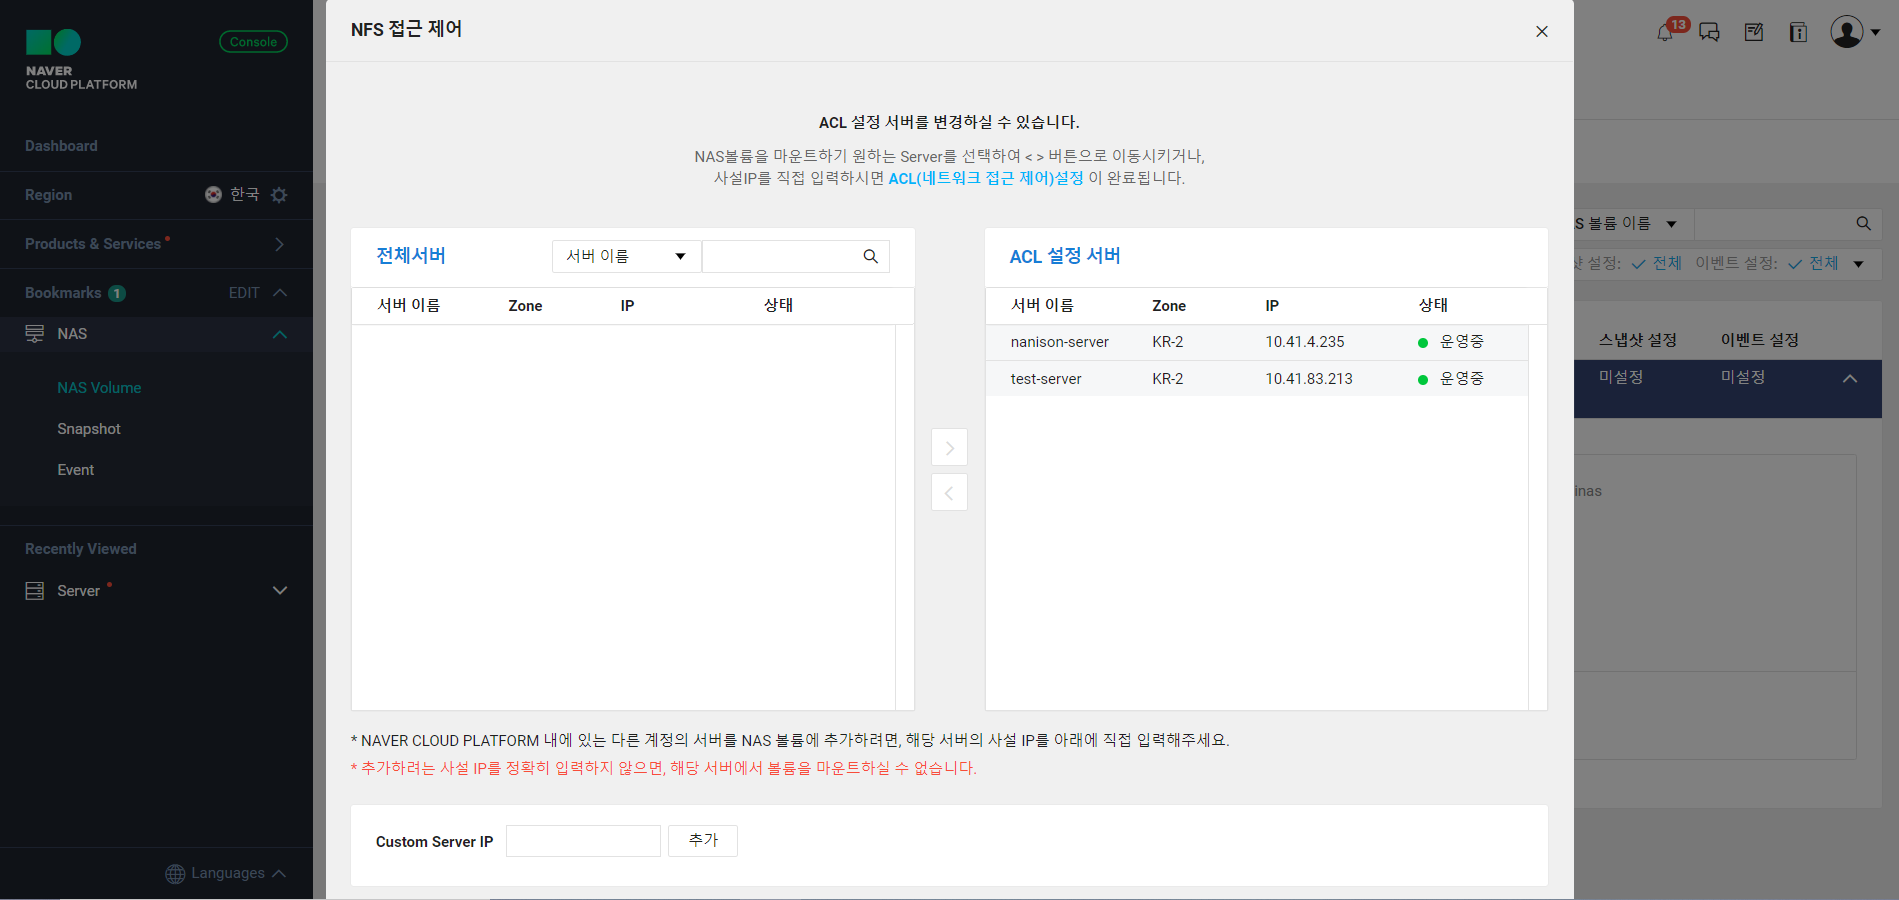 NAVER
CLOUD PLATFORM
Console
Dashboard
Region
한국
Products & Services
Bookmarks 1
EDIT
NAS
NAS Volume
Snapshot
Event
Recently Viewed
Server
Languages
NFS 접근 제어
ACL 설정 서버를 변경하실 수 있습니다.
NAS볼륨을 마운트하기 원하는 Server를 선택하여 < > 버튼으로 이동시키거나,
사설IP를 직접 입력하시면 ACL(네트워크 접근 제어)설정 이 완료됩니다.
전체서버
서버 이름
서버 이름 Zone IP 상태
ACL 설정 서버
서버 이름 Zone IP 상태
nanison-server KR-2 10.41.4.235 운영중
test-server KR-2 10.41.83.213 운영중
* NAVER CLOUD PLATFORM 내에 있는 다른 계정의 서버를 NAS 볼륨에 추가하려면, 해당 서버의 사설 IP를 아래에 직접 입력해주세요.
* 추가하려는 사설 IP를 정확히 입력하지 않으면, 해당 서버에서 볼륨을 마운트하실 수 없습니다.
Custom Server IP
추가
13
S 볼륨 이름
설정: 전체 이벤트 설정: 전체
스냅샷 설정 이벤트 설정
미설정 미설정
inas